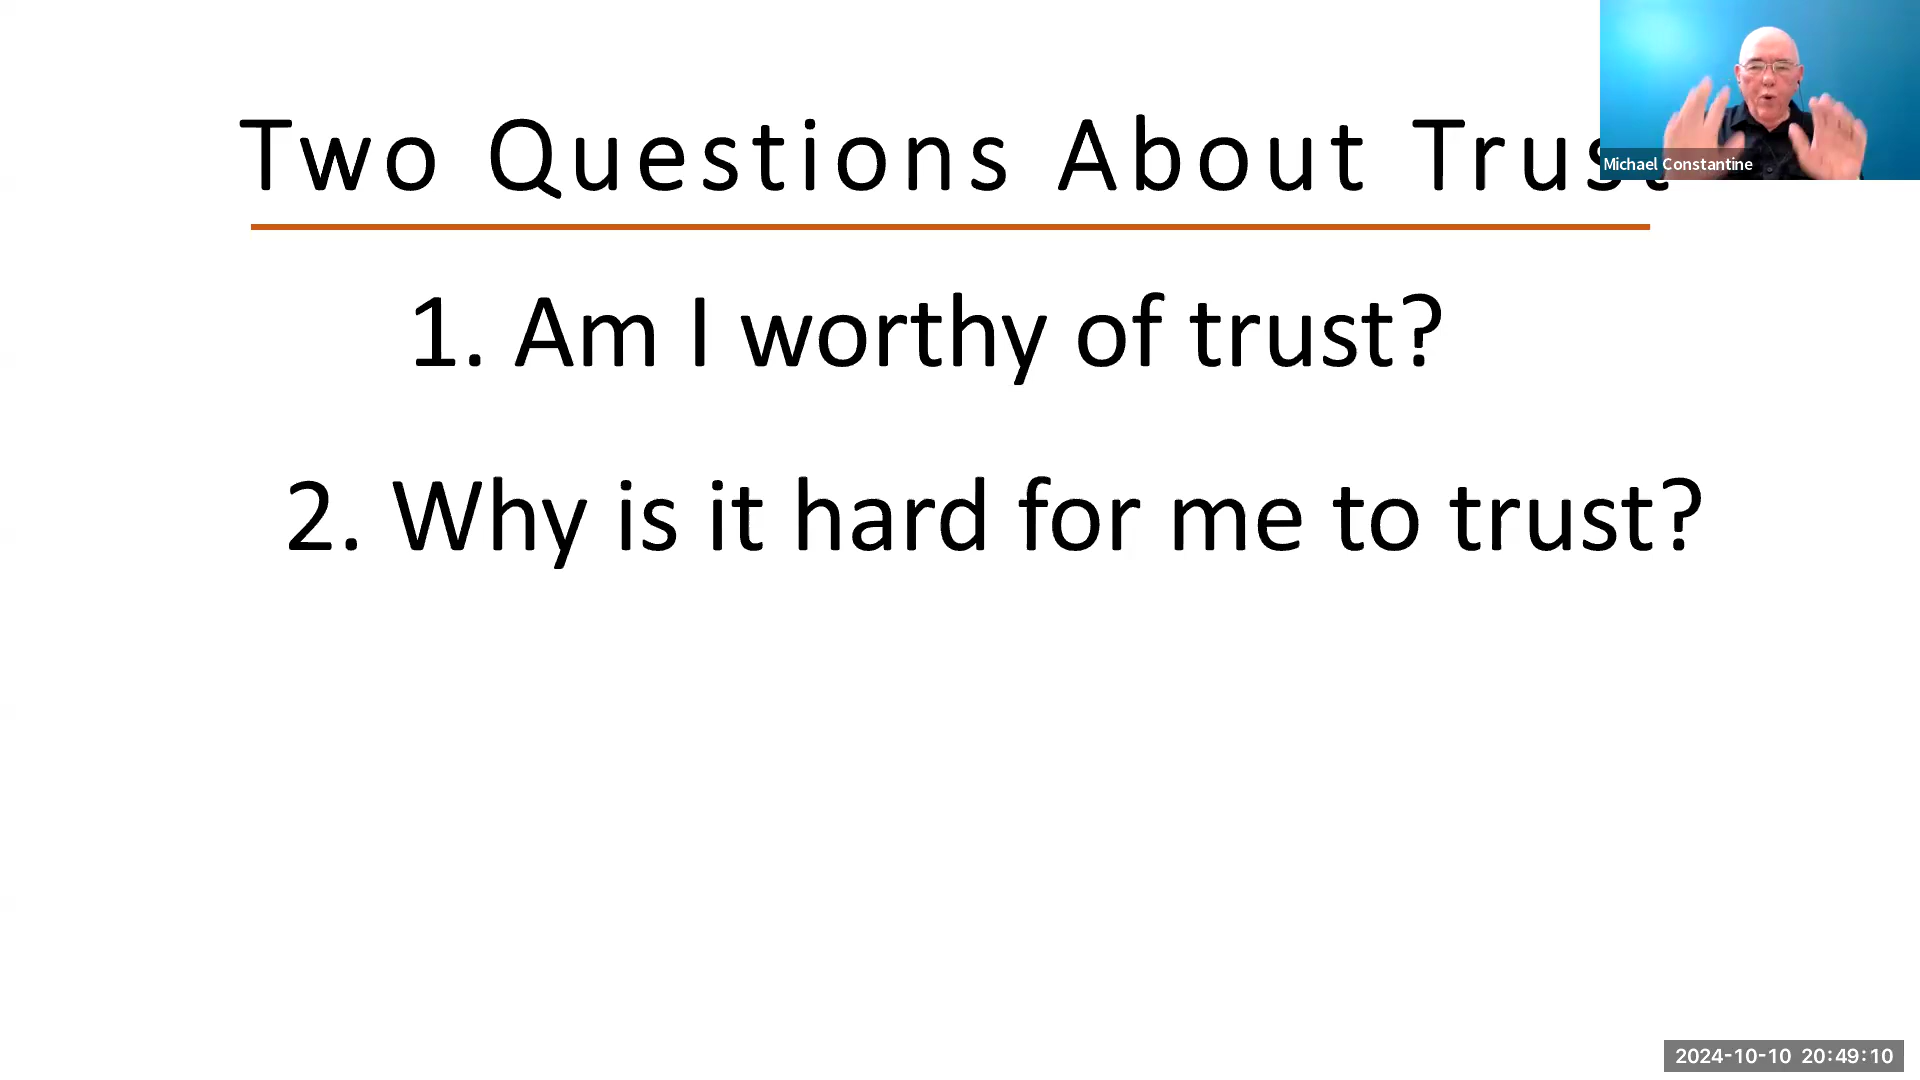 Two Questions About Trust
Michael Constantine
1. Am I worthy of trust?
2. Why is it hard for me to trust?
2024-10-10 20:49:10